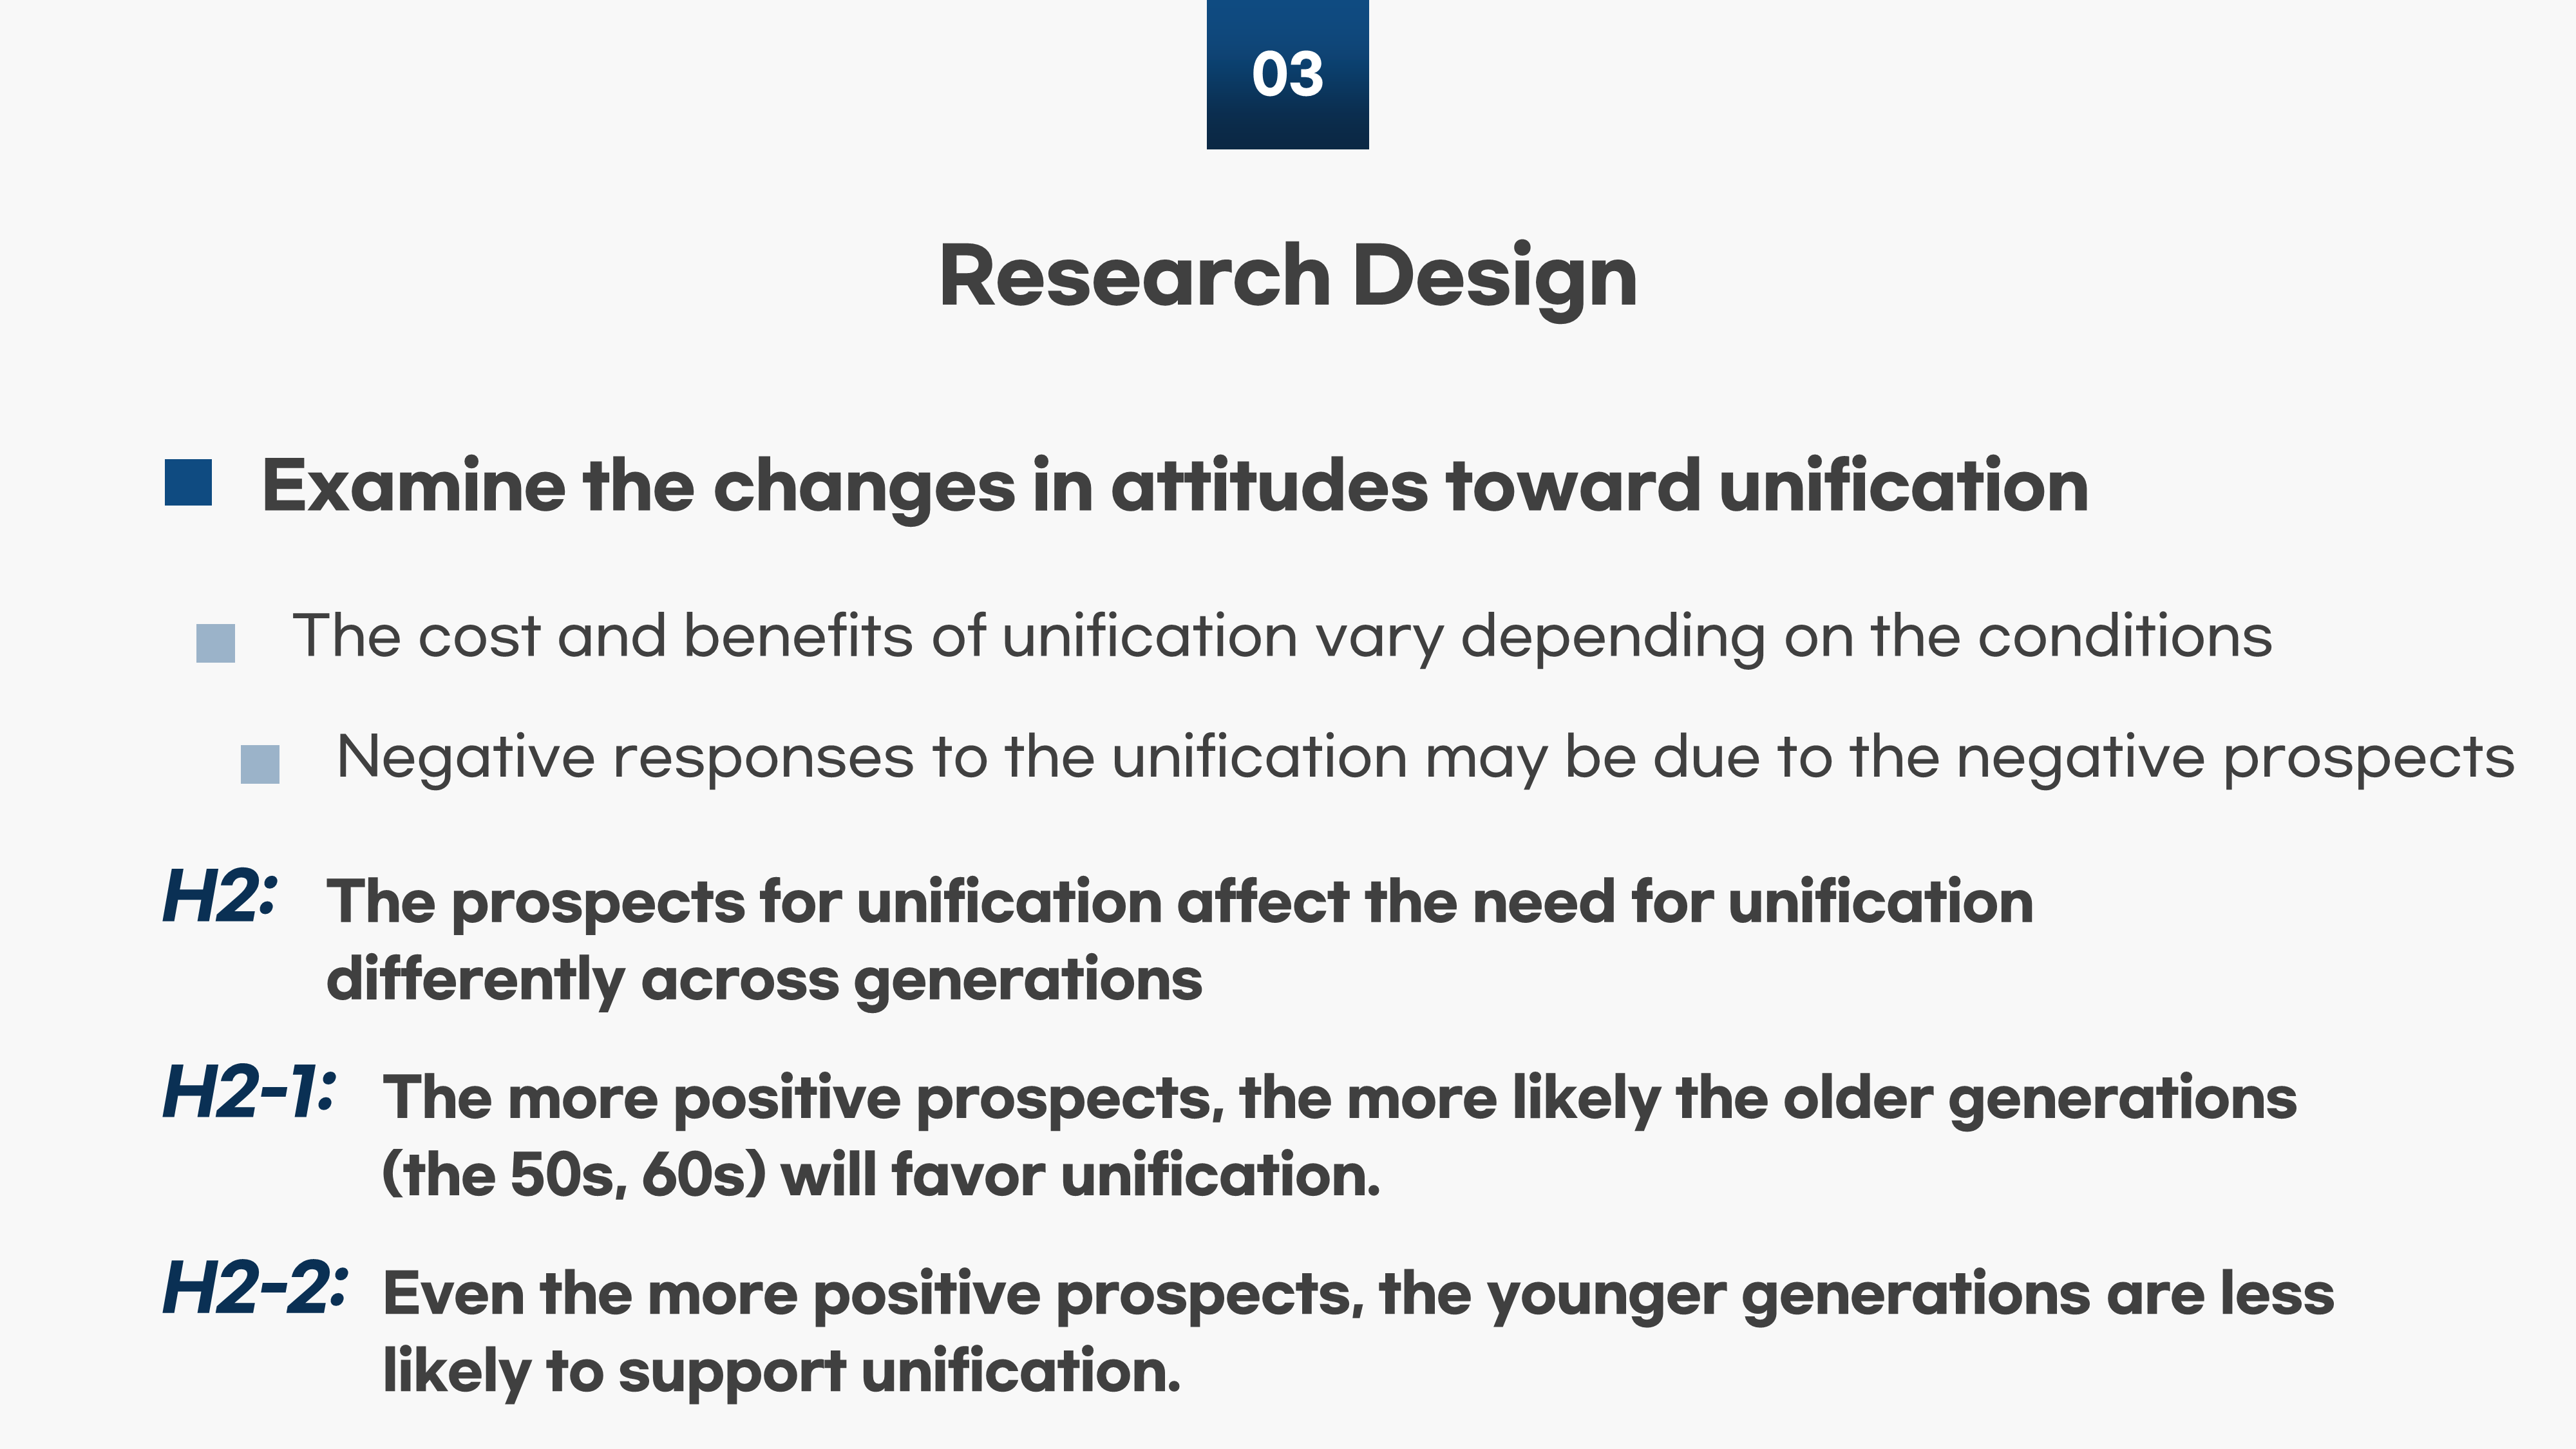 03
Research Design
Examine the changes in attitudes toward unification
The cost and benefits of unification vary depending on the conditions
Negative responses to the unification may be due to the negative prospects
H2: The prospects for unification affect the need for unification
differently across generations
H2-1: The more positive prospects, the more likely the older generations
(the 50s, 60s) will favor unification.
H2-2: Even the more positive prospects, the younger generations are less
likely to support unification.